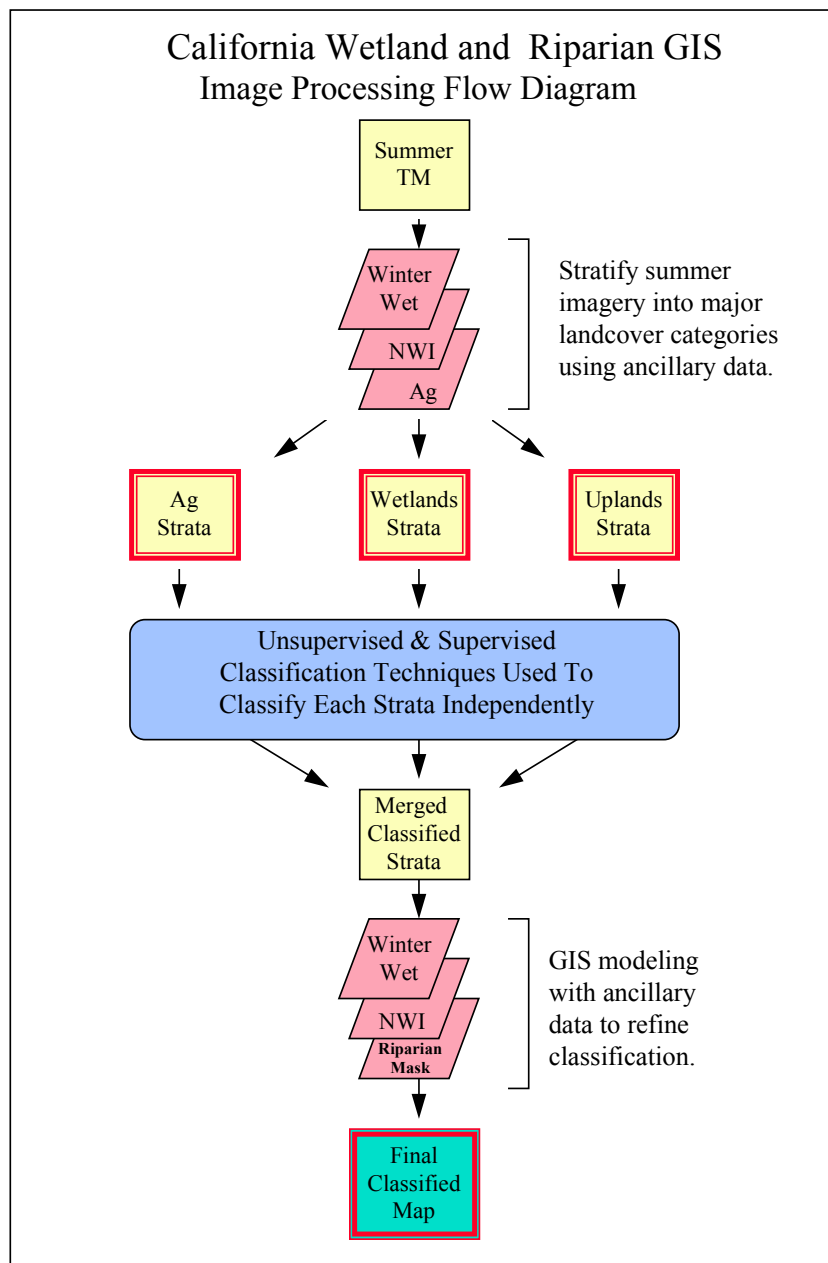 California Wetland and Riparian GIS
Image Processing Flow Diagram
Summer
TM
Winter
Wet
NWI
Ag
Stratify summer
imagery into major
landcover categories
using ancillary data.
Ag
Strata
Wetlands
Strata
Uplands
Strata
Unsupervised & Supervised
Classification Techniques Used To
Classify Each Strata Independently
Merged
Classified
Strata
Winter
Wet
NWI
Riparian
Mask
GIS modeling
with ancillary
data to refine
classification.
Final
Classified
Map